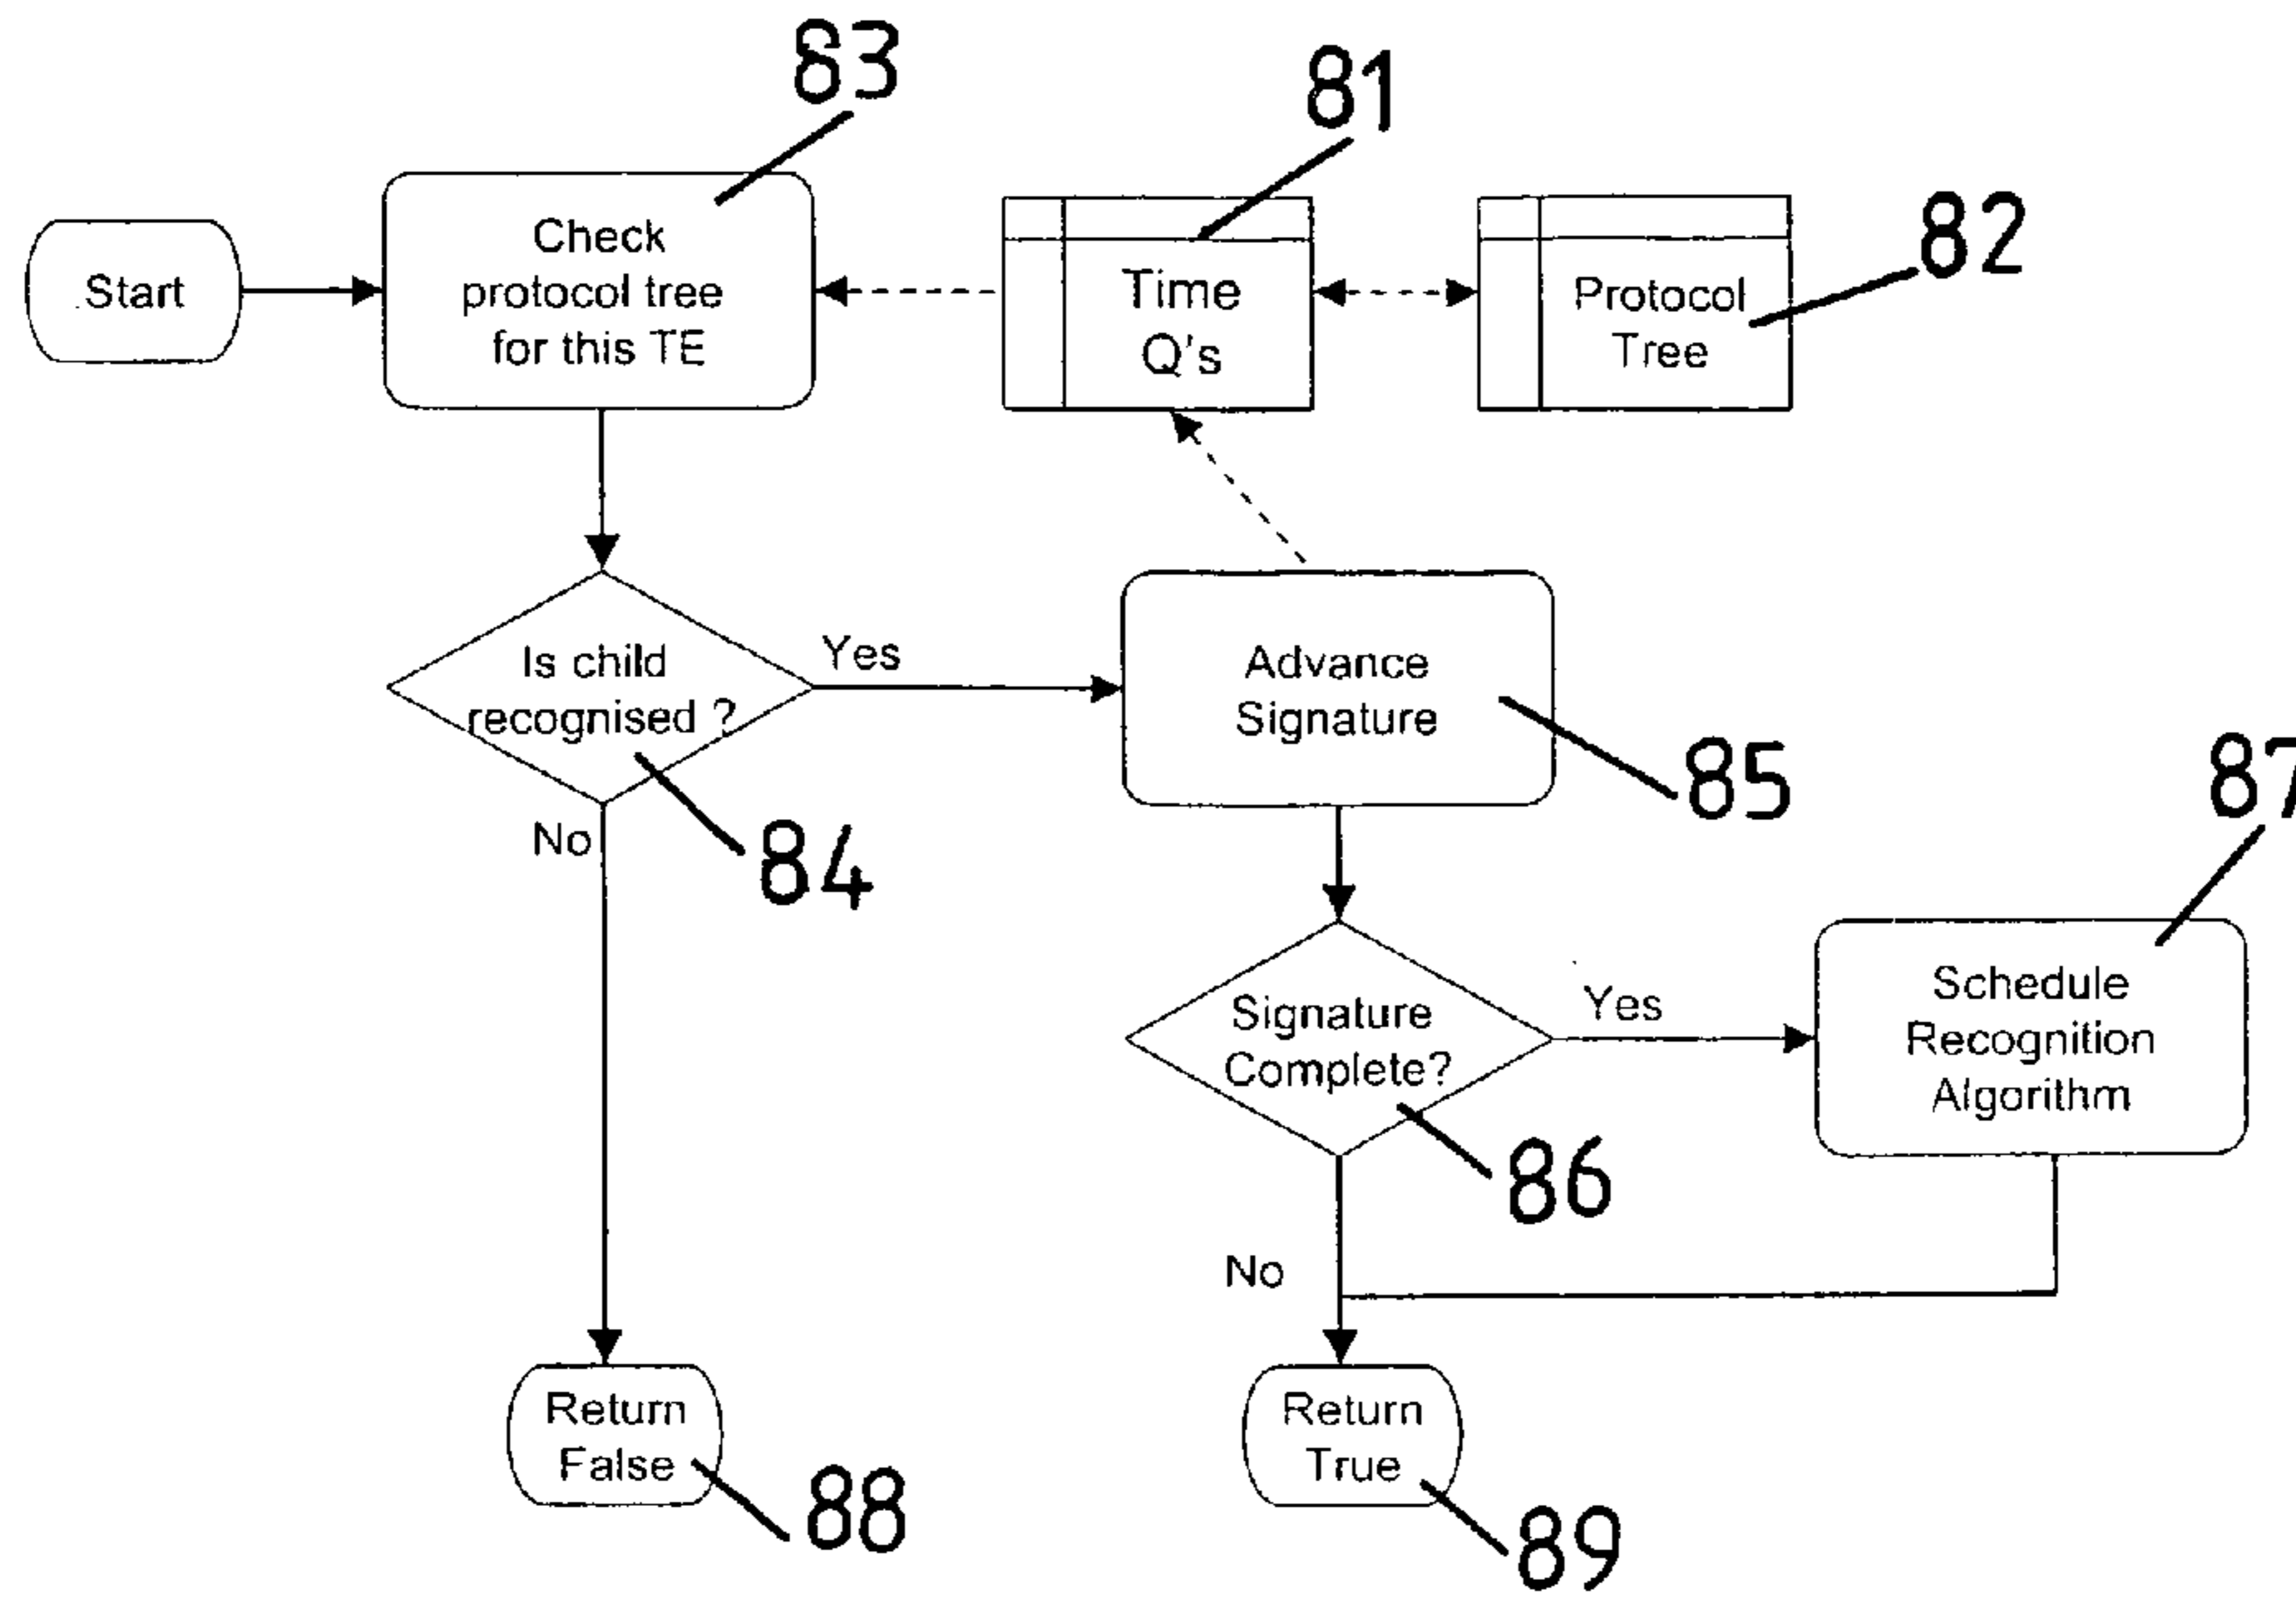 83
81
82
Start
Check
protocol tree
for this TE
Time
Q's
Protocol
Tree
Is child
recognised ?
Yes
Advance
Signature
85
87
No
84
Signature
Complete?
Yes
Schedule
Recognition
Algorithm
86
No
Return
False
88
Return
True
89